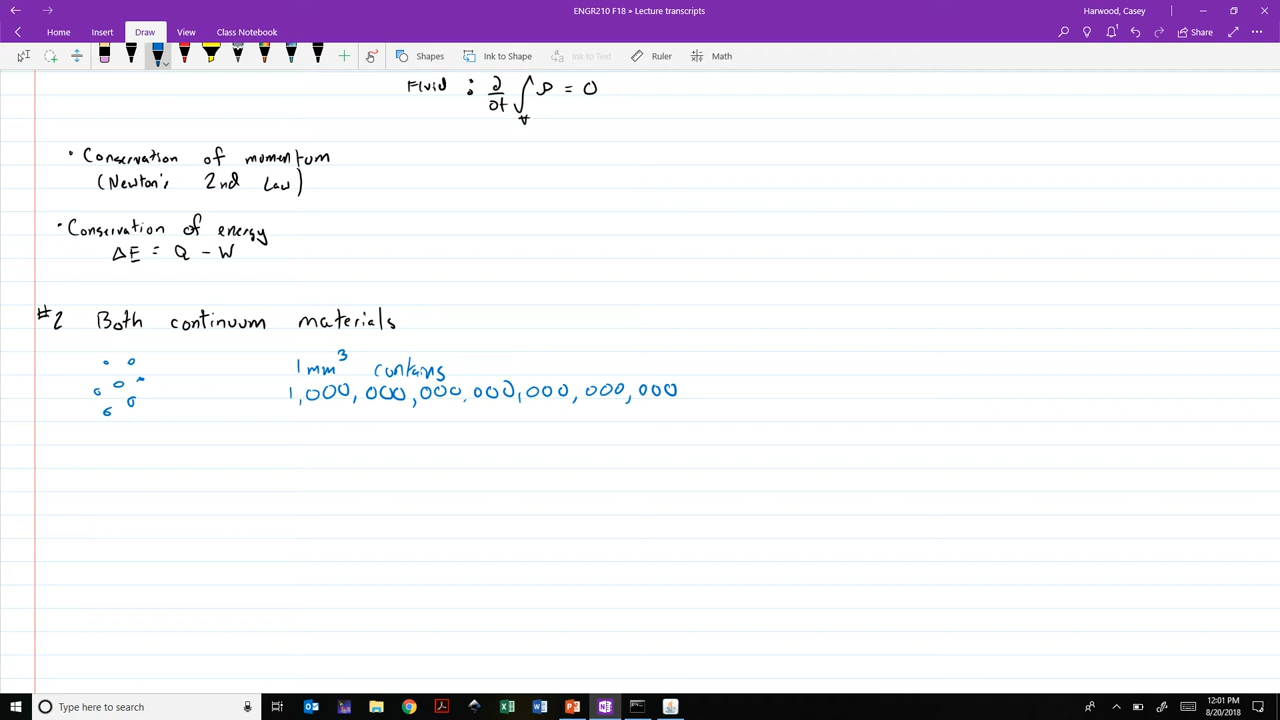 ENGR210 F18 » Lecture transcripts
Harwood, Casey
Home Insert Draw View Class Notebook
Share
Shapes Ink to Shape Ink to Text Ruler Math
Fluid : ∂/∂t ∫_V ρ = 0
• Conservation of momentum
(Newton's 2nd Law)
• Conservation of energy
ΔE = Q - W
#2 Both continuum materials
1mm³ contains
1,000,000,000,000,000,000,000
Type here to search
12:01 PM
8/20/2018